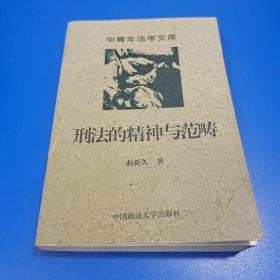 中青年法学文库
刑法的精神与范畴
曲新久 著
中国政法大学出版社